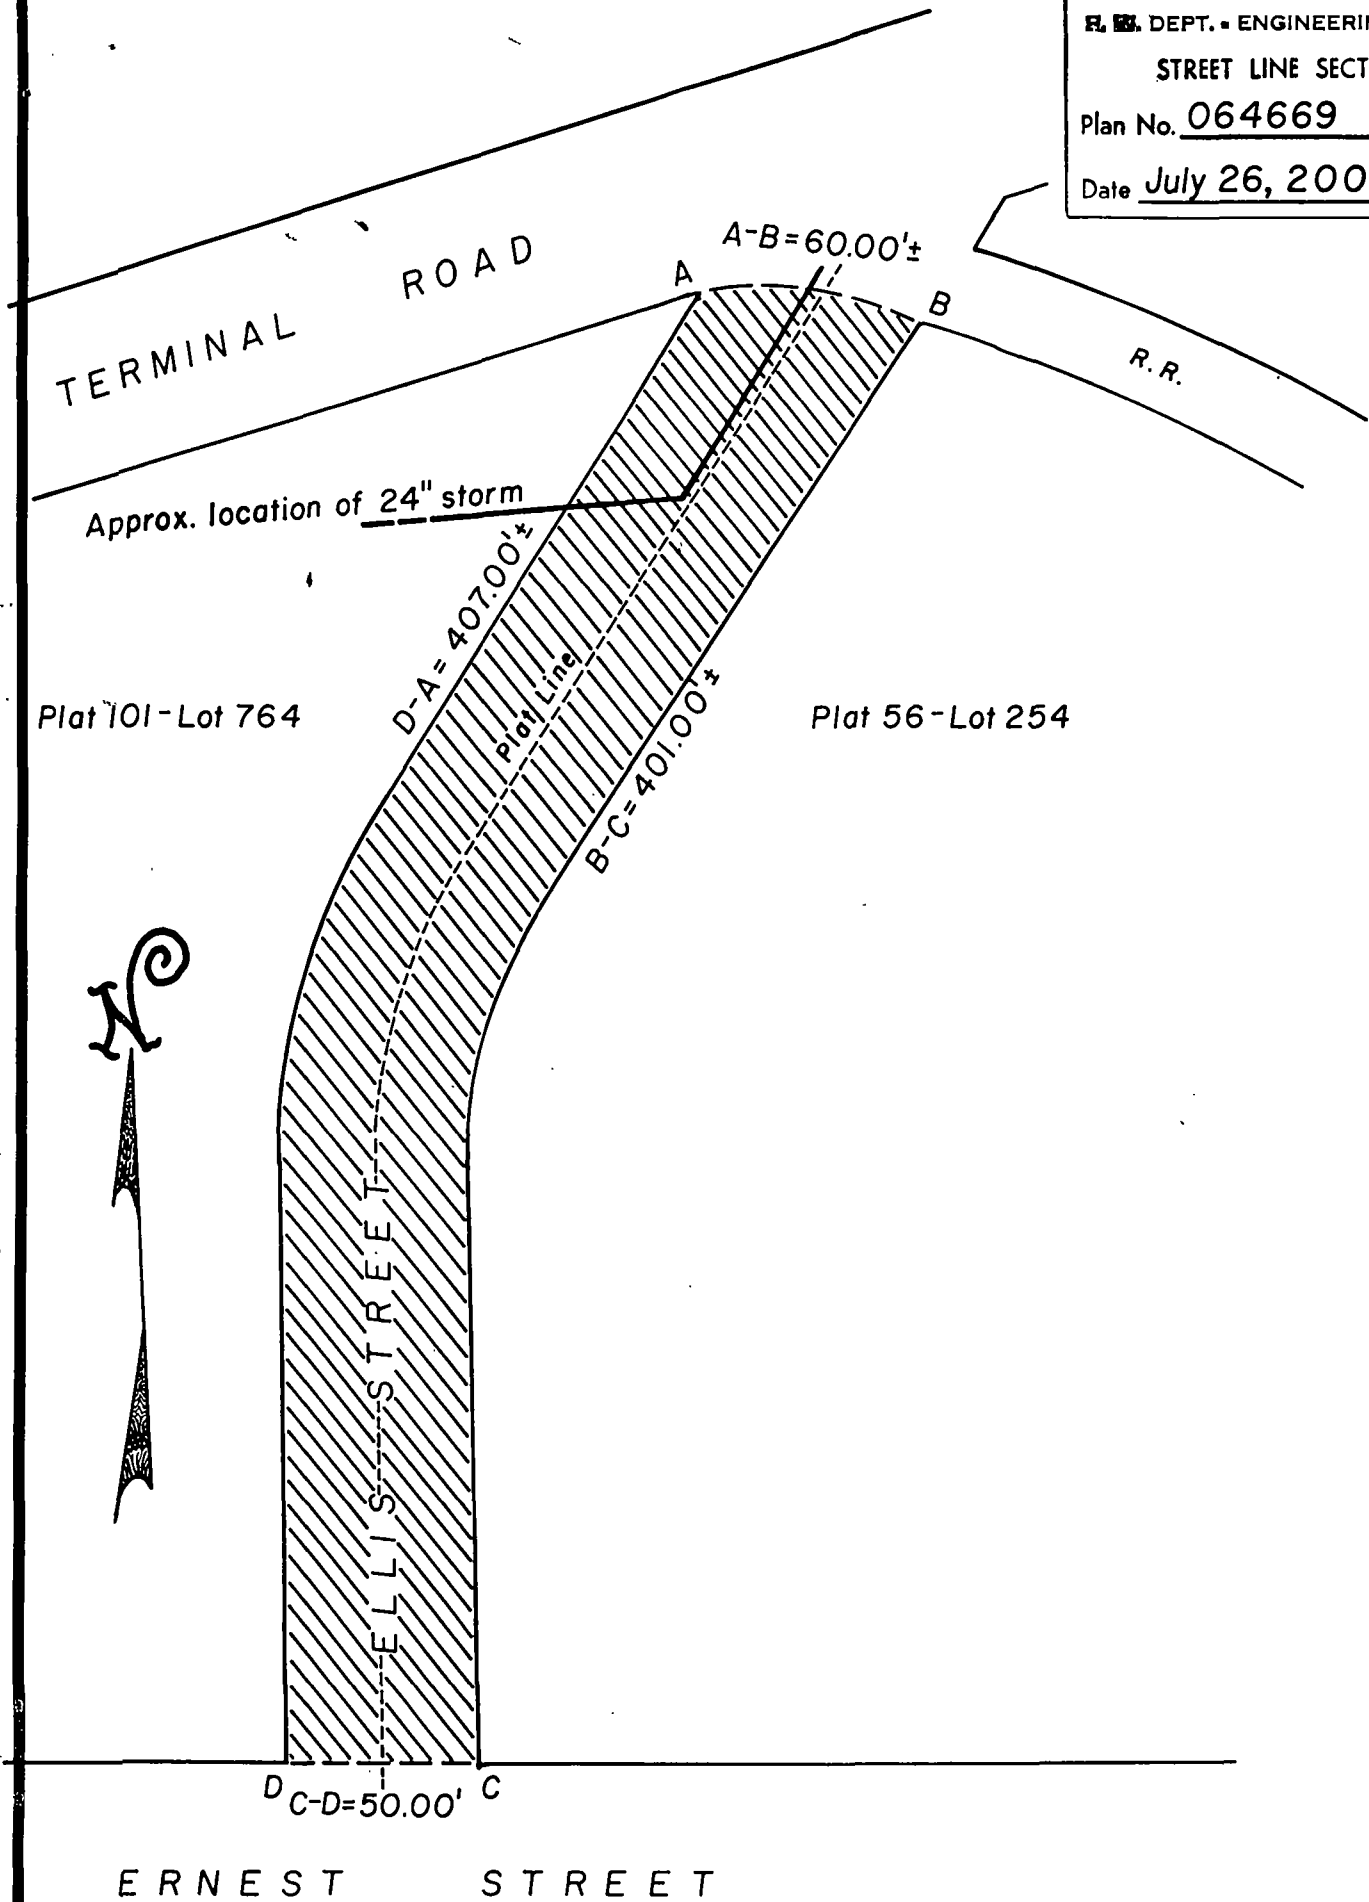 DEPT. - ENGINEERI
STREET LINE SECT
Plan No. 064669
Date July 26, 200
A-B=60.00'±
A
B
TERMINAL ROAD
R.R.
Approx. location of 24" storm
D-A= 407.00'±
Plat Line
B-C= 401.00'±
Plat 101-Lot 764
Plat 56-Lot 254
N
ELLIS STREET
D
C
C-D=50.00'
ERNEST STREET